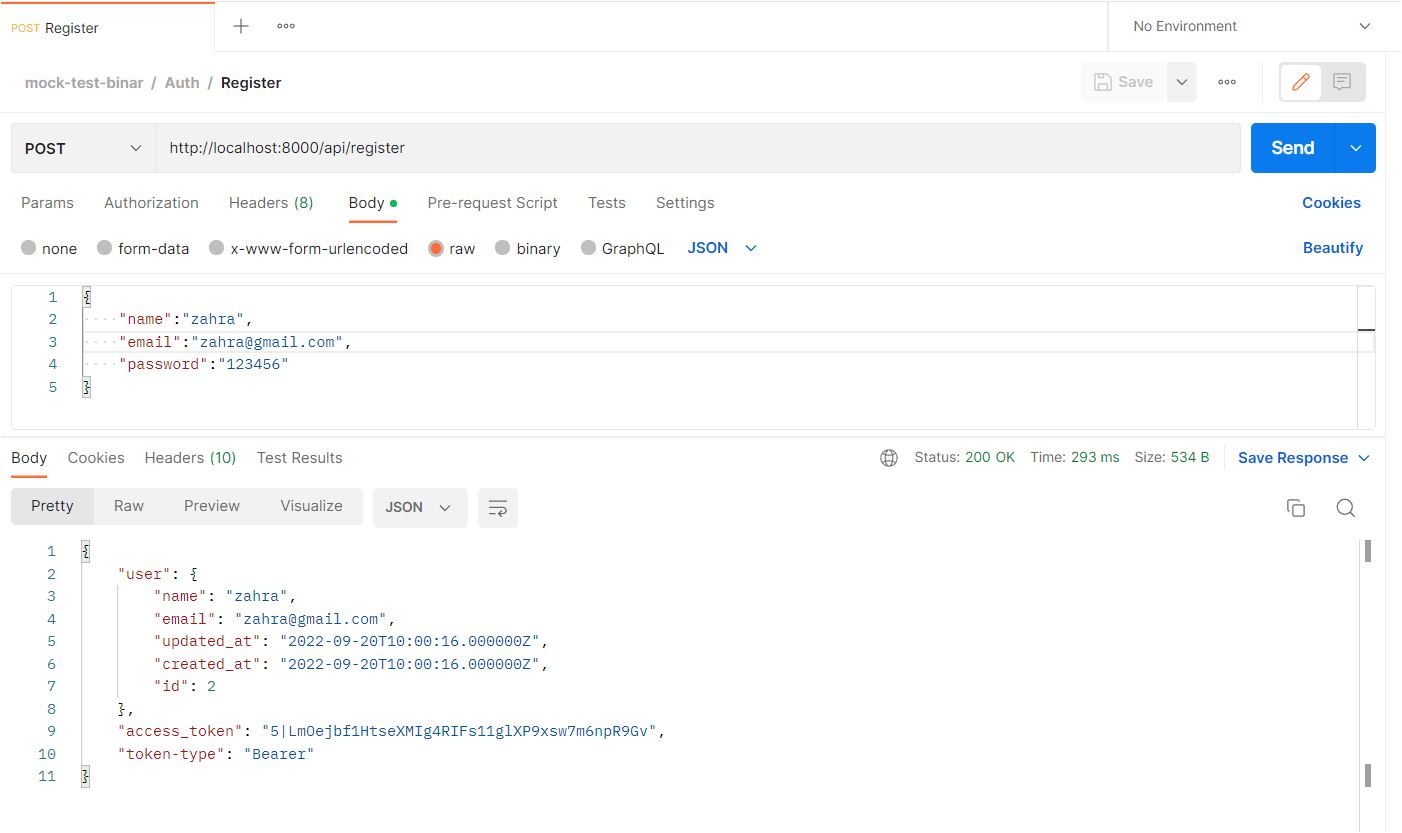 POST Register
No Environment
mock-test-binar / Auth / Register
Save
POST
http://localhost:8000/api/register
Send
Params Authorization Headers (8) Body Pre-request Script Tests Settings Cookies
none form-data x-www-form-urlencoded raw binary GraphQL JSON Beautify
1 {
2 ····"name":"zahra",
3 ····"email":"zahra@gmail.com",
4 ····"password":"123456"
5 }
Body Cookies Headers (10) Test Results Status: 200 OK Time: 293 ms Size: 534 B Save Response
Pretty Raw Preview Visualize JSON
1 {
2 "user": {
3 "name": "zahra",
4 "email": "zahra@gmail.com",
5 "updated_at": "2022-09-20T10:00:16.000000Z",
6 "created_at": "2022-09-20T10:00:16.000000Z",
7 "id": 2
8 },
9 "access_token": "5|LmOejbf1HtseXMIg4RIFs11glXP9xsw7m6npR9Gv",
10 "token-type": "Bearer"
11 }